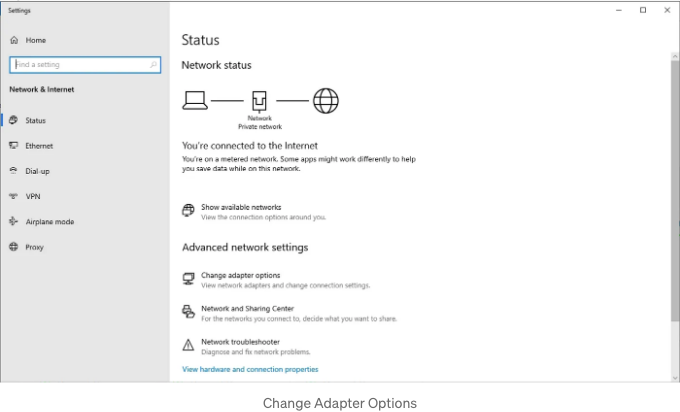 Settings
Home
Find a setting
Network & Internet
Status
Ethernet
Dial-up
VPN
Airplane mode
Proxy
Status
Network status
Network
Private network
You're connected to the Internet
You're on a metered network. Some apps might work differently to help
you save data while on this network.
Show available networks
View the connection options around you.
Advanced network settings
Change adapter options
View network adapters and change connection settings.
Network and Sharing Center
For the networks you connect to, decide what you want to share.
Network troubleshooter
Diagnose and fix network problems.
View hardware and connection properties
Change Adapter Options